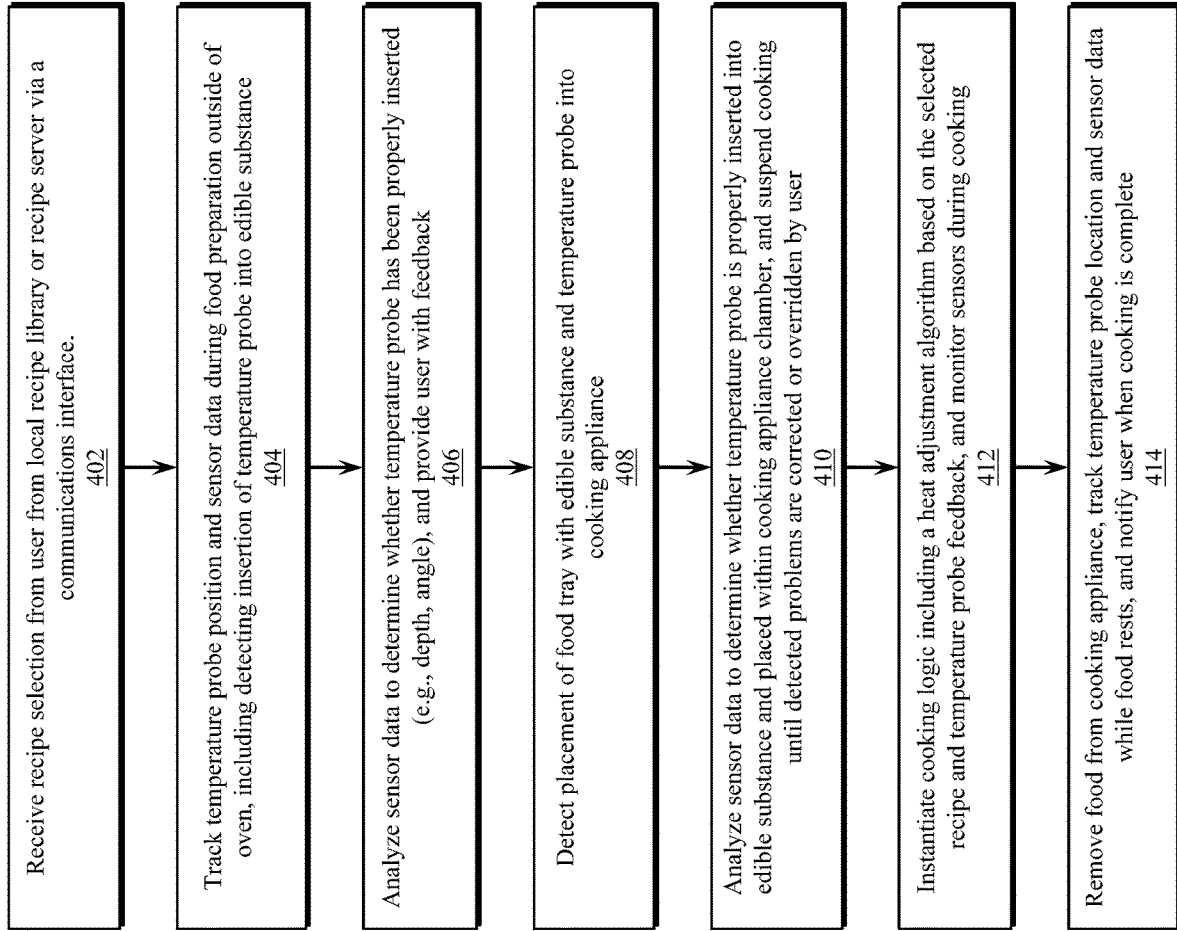 Receive recipe selection from user from local recipe library or recipe server via a
communications interface.
402
Track temperature probe position and sensor data during food preparation outside of
oven, including detecting insertion of temperature probe into edible substance
404
Analyze sensor data to determine whether temperature probe has been properly inserted
(e.g., depth, angle), and provide user with feedback
406
Detect placement of food tray with edible substance and temperature probe into
cooking appliance
408
Analyze sensor data to determine whether temperature probe is properly inserted into
edible substance and placed within cooking appliance chamber, and suspend cooking
until detected problems are corrected or overridden by user
410
Instantiate cooking logic including a heat adjustment algorithm based on the selected
recipe and temperature probe feedback, and monitor sensors during cooking
412
Remove food from cooking appliance, track temperature probe location and sensor data
while food rests, and notify user when cooking is complete
414